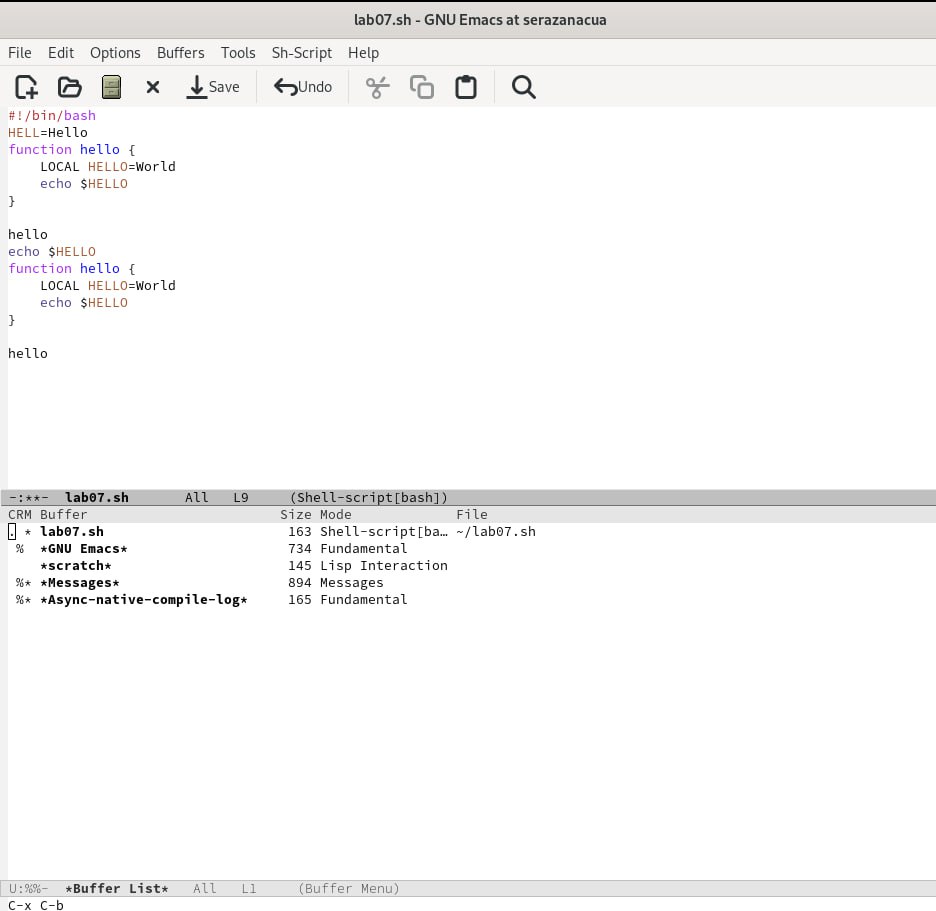 lab07.sh - GNU Emacs at serazanacua
File Edit Options Buffers Tools Sh-Script Help
Save Undo
#!/bin/bash
HELL=Hello
function hello {
    LOCAL HELLO=World
    echo $HELLO
}
hello
echo $HELLO
function hello {
    LOCAL HELLO=World
    echo $HELLO
}
hello
-:**-  lab07.sh       All   L9     (Shell-script[bash])
CRM Buffer                        Size Mode             File
. * lab07.sh                       163 Shell-script[ba… ~/lab07.sh
 %  *GNU Emacs*                    734 Fundamental
    *scratch*                      145 Lisp Interaction
 %* *Messages*                     894 Messages
 %* *Async-native-compile-log*     165 Fundamental
U:%%-  *Buffer List*   All   L1     (Buffer Menu)
C-x C-b